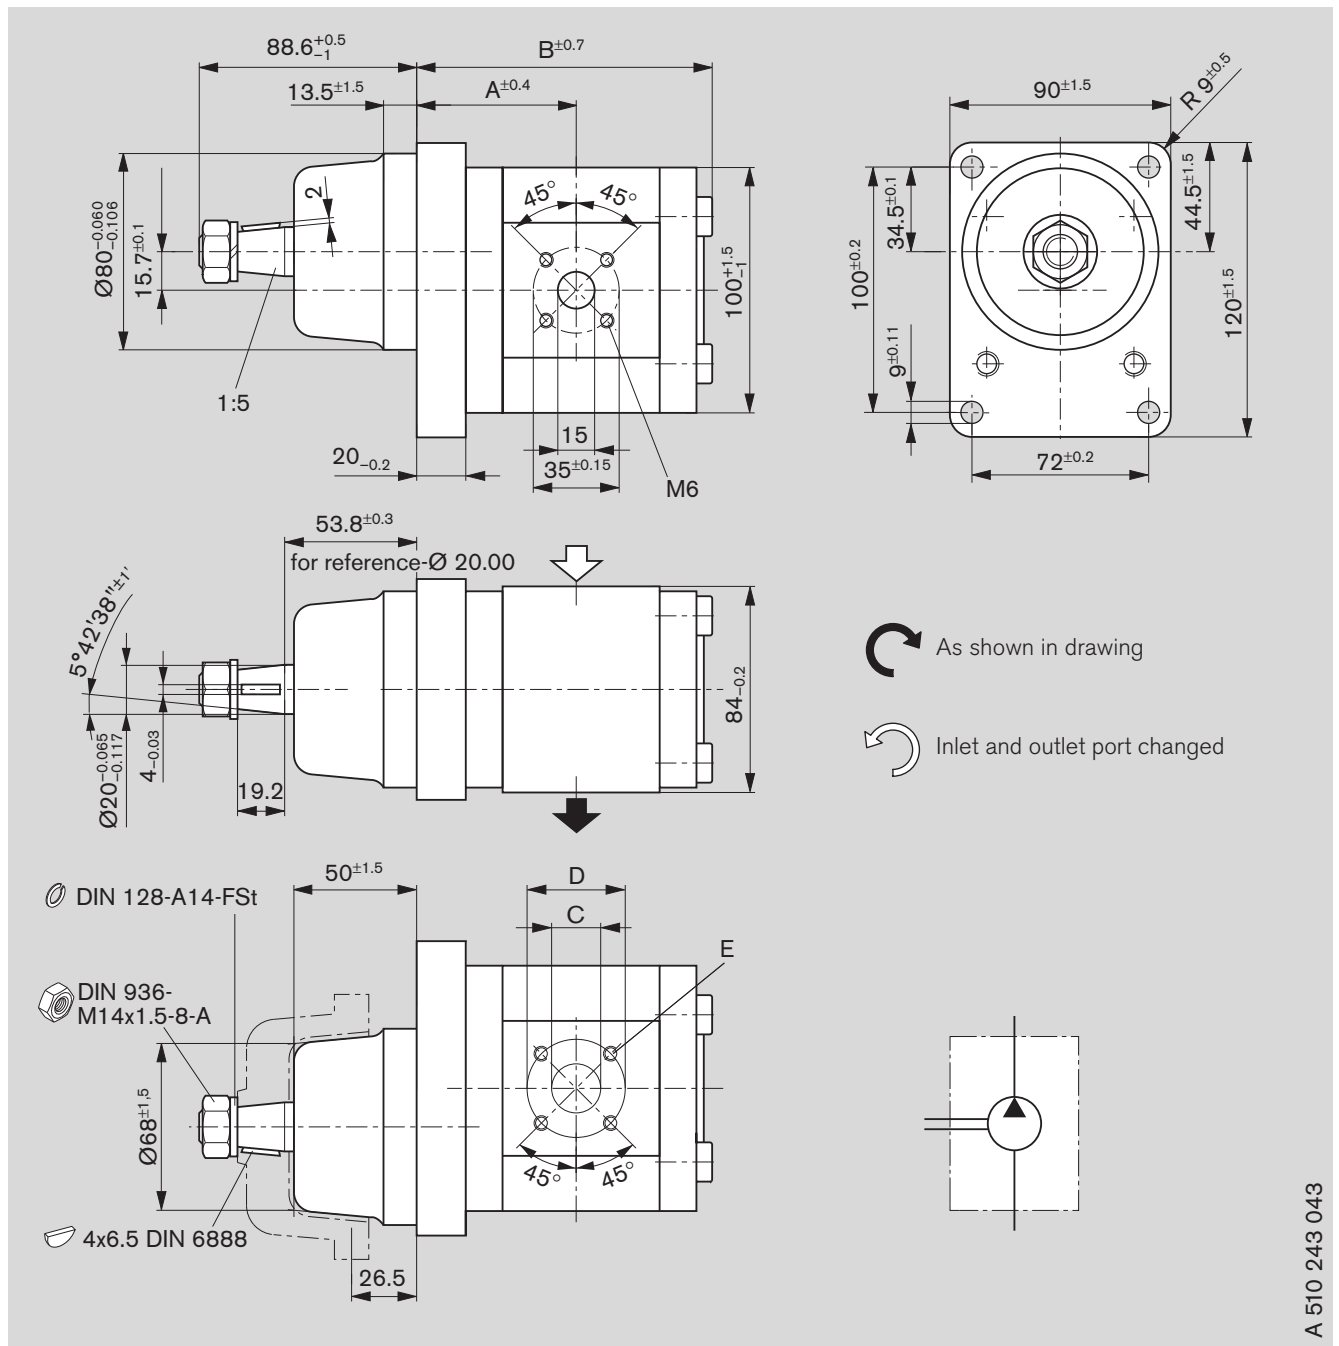 88.6 +0.5 −1
B±0.7
13.5±1.5
A±0.4
90±1.5
R 9±0.5
2
45°
45°
Ø80 −0.060 −0.106
15.7±0.1
100 +1.5 −1
34.5±0.1
44.5±1.5
100±0.2
120±1.5
9±0.11
1:5
15
20 −0.2
35±0.15
M6
72±0.2
53.8±0.3
for reference-Ø 20.00
5°42'38"±1'
As shown in drawing
84 −0.2
Inlet and outlet port changed
Ø20 −0.065 −0.117
4 −0.03
19.2
50±1.5
D
DIN 128-A14-FSt
C
E
DIN 936-
M14x1.5-8-A
Ø68±1,5
45°
45°
4x6.5 DIN 6888
26.5
A 510 243 043